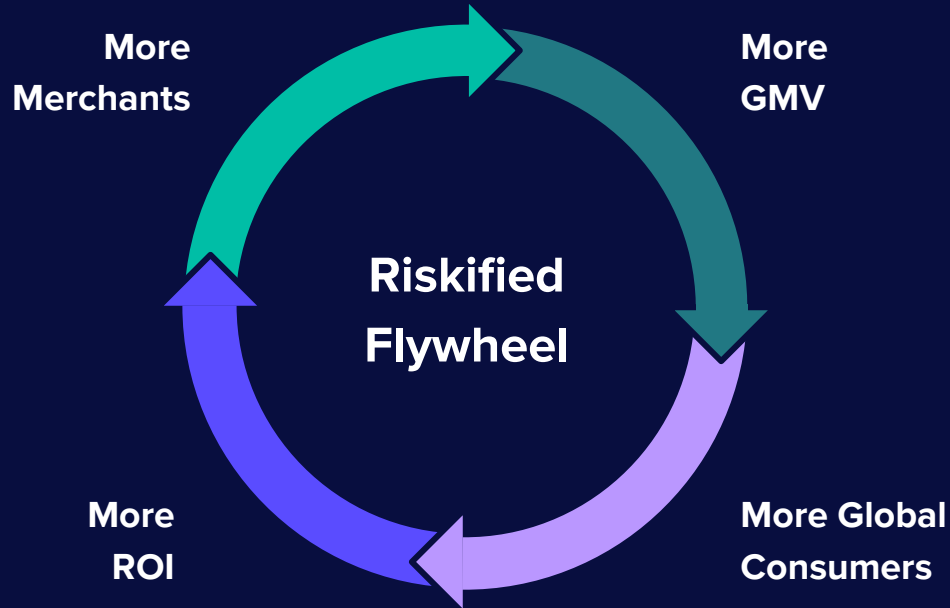 More
Merchants
More
GMV
Riskified
Flywheel
More
ROI
More Global
Consumers